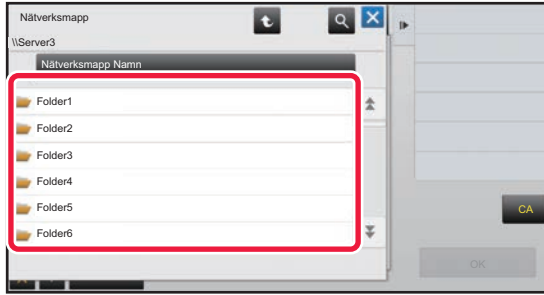 Nätverksmapp
\\Server3
Nätverksmapp Namn
Folder1
Folder2
Folder3
Folder4
Folder5
Folder6
CA
OK